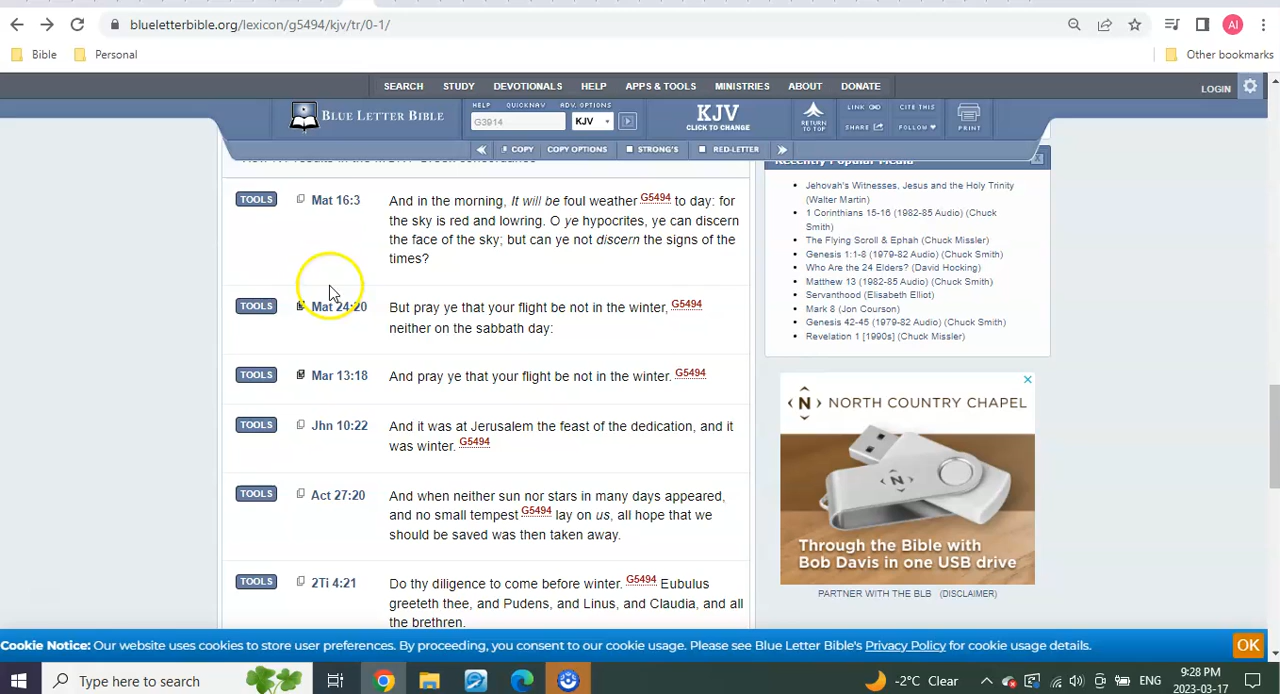 blueletterbible.org/lexicon/g5494/kjv/tr/0-1/
AI
Bible
Personal
Other bookmarks
SEARCH
STUDY
DEVOTIONALS
HELP
APPS & TOOLS
MINISTRIES
ABOUT
DONATE
LOGIN
BLUE LETTER BIBLE
HELP
QUICKNAV
ADV. OPTIONS
G3914
KJV
KJV
CLICK TO CHANGE
RETURN
TO TOP
LINK
SHARE
CITE THIS
FOLLOW
PRINT
COPY
COPY OPTIONS
STRONG'S
RED-LETTER
TOOLS
Mat 16:3
And in the morning, It will be foul weather G5494 to day: for
the sky is red and lowring. O ye hypocrites, ye can discern
the face of the sky; but can ye not discern the signs of the
times?
TOOLS
Mat 24:20
But pray ye that your flight be not in the winter, G5494
neither on the sabbath day:
TOOLS
Mar 13:18
And pray ye that your flight be not in the winter. G5494
TOOLS
Jhn 10:22
And it was at Jerusalem the feast of the dedication, and it
was winter. G5494
TOOLS
Act 27:20
And when neither sun nor stars in many days appeared,
and no small tempest G5494 lay on us, all hope that we
should be saved was then taken away.
TOOLS
2Ti 4:21
Do thy diligence to come before winter. G5494 Eubulus
greeteth thee, and Pudens, and Linus, and Claudia, and all
the brethren.
Recently Popular Media
Jehovah's Witnesses, Jesus and the Holy Trinity
(Walter Martin)
1 Corinthians 15-16 (1982-85 Audio) (Chuck
Smith)
The Flying Scroll & Ephah (Chuck Missler)
Genesis 1:1-8 (1979-82 Audio) (Chuck Smith)
Who Are the 24 Elders? (David Hocking)
Matthew 13 (1982-85 Audio) (Chuck Smith)
Servanthood (Elisabeth Elliot)
Mark 8 (Jon Courson)
Genesis 42-45 (1979-82 Audio) (Chuck Smith)
Revelation 1 [1990s] (Chuck Missler)
N NORTH COUNTRY CHAPEL
N
Through the Bible with
Bob Davis in one USB drive
PARTNER WITH THE BLB (DISCLAIMER)
Cookie Notice: Our website uses cookies to store user preferences. By proceeding, you consent to our cookie usage. Please see Blue Letter Bible's Privacy Policy for cookie usage details.
OK
Type here to search
-2°C Clear
ENG
9:28 PM
2023-03-17